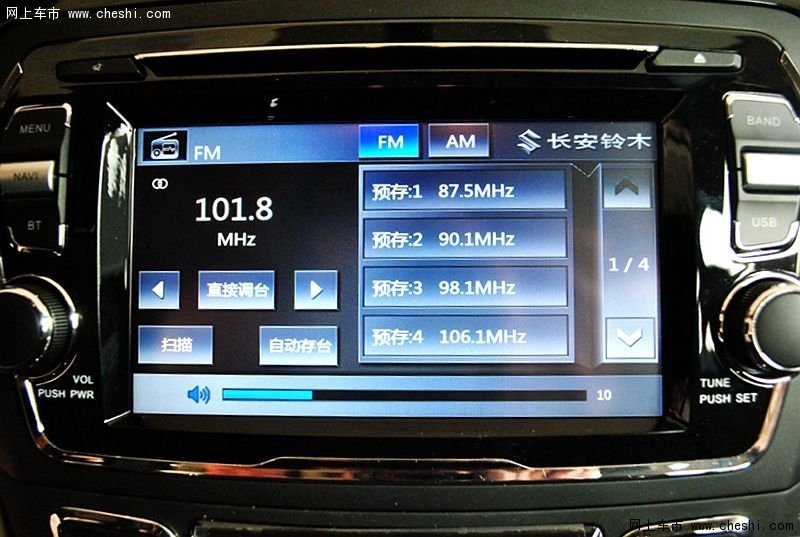 网上车市 www.cheshi.com
MENU
NAVI
BT
VOL
PUSH PWR
FM
FM AM 长安铃木
101.8
MHz
直接调台
扫描 自动存台
预存:1 87.5MHz
预存:2 90.1MHz
预存:3 98.1MHz
预存:4 106.1MHz
1 / 4
10
BAND
USB
TUNE
PUSH SET
网上车市 www.cheshi.com